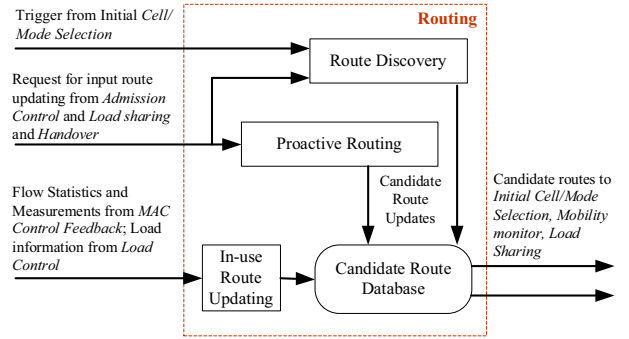 Trigger from Initial Cell/
Mode Selection
Routing
Route Discovery
Request for input route
updating from Admission
Control and Load sharing
and Handover
Proactive Routing
Candidate
Route
Updates
Flow Statistics and
Measurements from MAC
Control Feedback; Load
information from Load
Control
In-use
Route
Updating
Candidate Route
Database
Candidate routes to
Initial Cell/Mode
Selection, Mobility
monitor, Load
Sharing